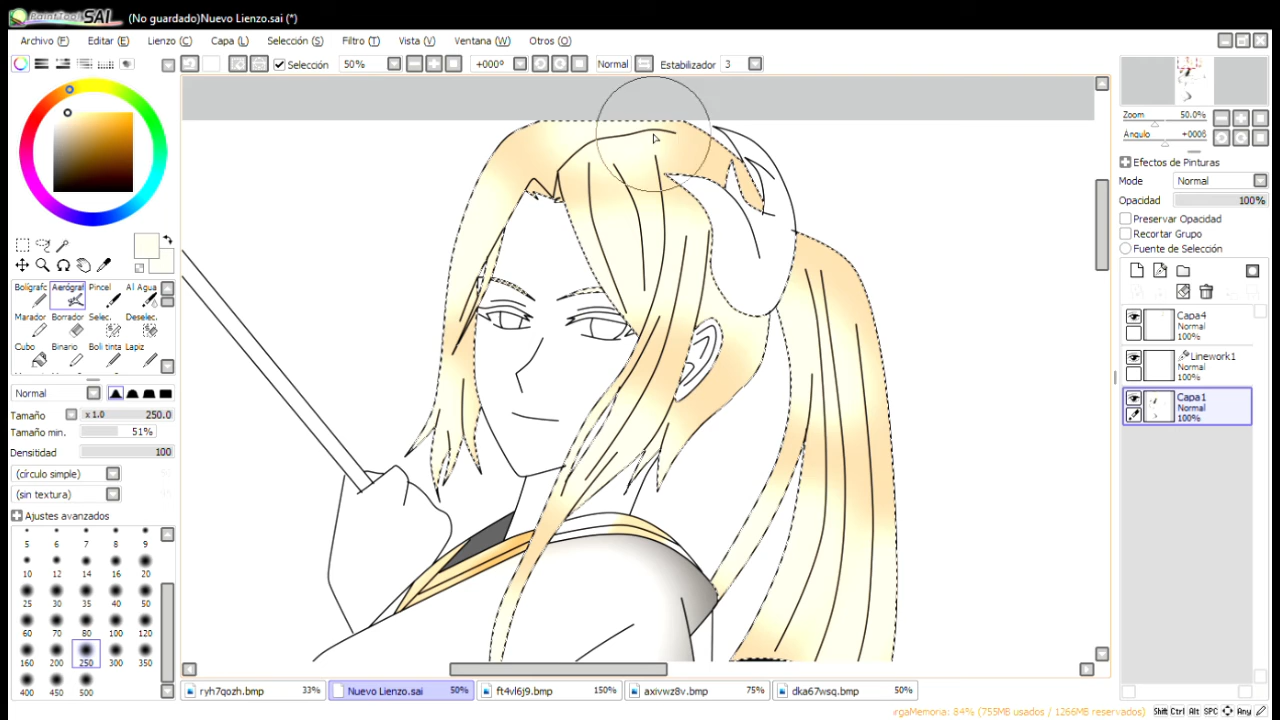 PaintTool SAI (No guardado)Nuevo Lienzo.sai (*)
Archivo (F) Editar (E) Lienzo (C) Capa (L) Selección (S) Filtro (T) Vista (V) Ventana (W) Otros (O)
Selección 50% +000° Normal Estabilizador 3
Zoom 50.0%
Ángulo +000δ
Efectos de Pinturas
Mode Normal
Opacidad 100%
Preservar Opacidad
Recortar Grupo
Fuente de Selección
Capa4
Normal
100%
Linework1
Normal
100%
Capa1
Normal
100%
Bolígrafc Aerógraf Pincel Al Agua
Marador Borrador Selec. Deselec.
Cubo Binario Boli tinta Lapiz
Normal
Tamaño x 1.0 250.0
Tamaño min. 51%
Densitidad 100
(círculo simple)
(sin textura)
Ajustes avanzados
5 6 7 8 9
10 12 14 16 20
25 30 35 40 50
60 70 80 100 120
160 200 250 300 350
400 450 500
ryh7qozh.bmp 33% Nuevo Lienzo.sai 50% ft4vl6j9.bmp 150% axivwz8v.bmp 75% dka67wsq.bmp 50%
rgaMemoria: 84% (755MB usados / 1266MB reservados) Shift Ctrl Alt SPC Any